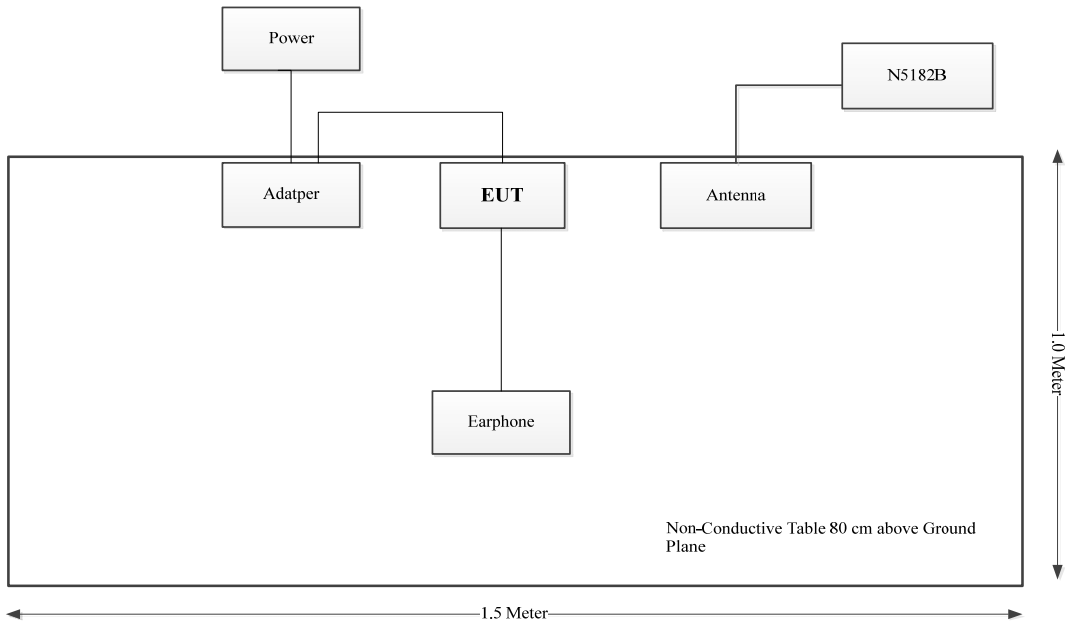 Power
N5182B
Adatper
EUT
Antenna
Earphone
1.0 Meter
Non-Conductive Table 80 cm above Ground
Plane
1.5 Meter